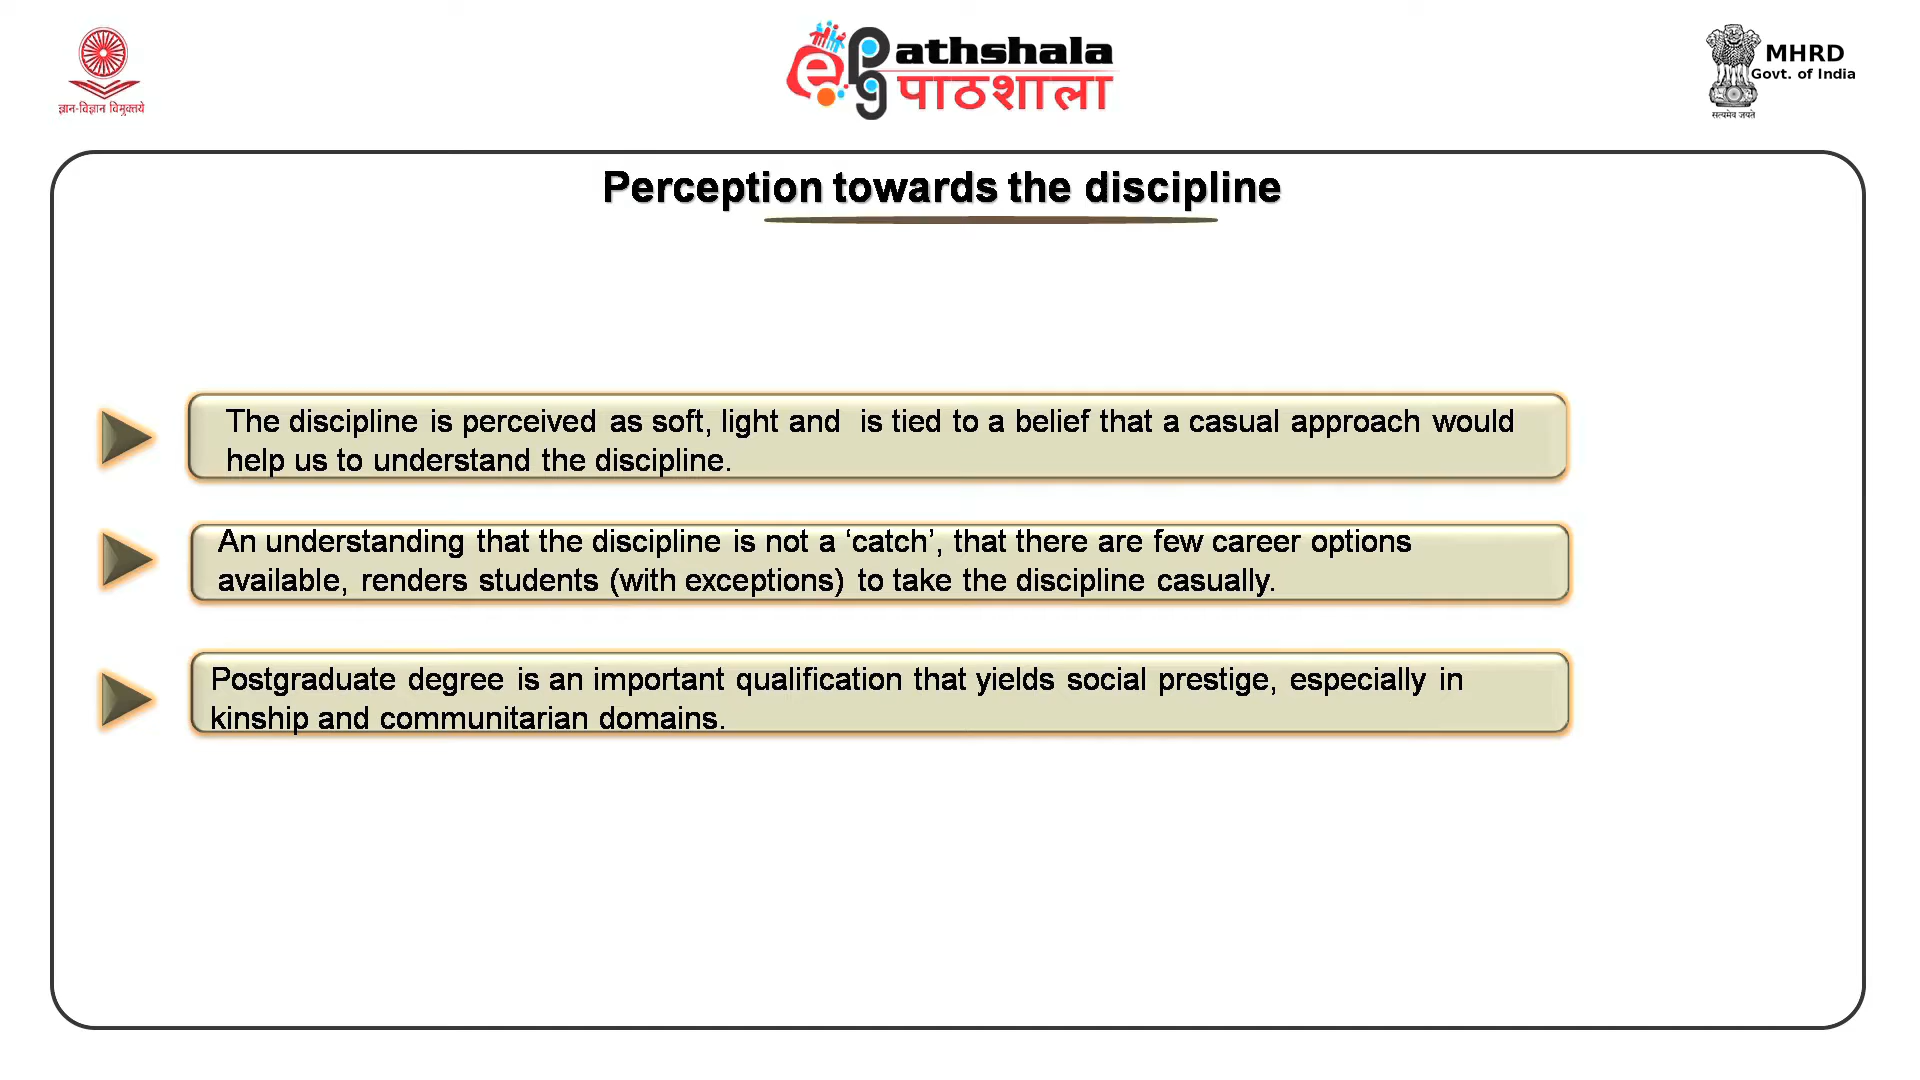 ज्ञान-विज्ञान विमुक्तये
e PG athshala
पाठशाला
MHRD
Govt. of India
सत्यमेव जयते
Perception towards the discipline
The discipline is perceived as soft, light and is tied to a belief that a casual approach would
help us to understand the discipline.
An understanding that the discipline is not a ‘catch’, that there are few career options
available, renders students (with exceptions) to take the discipline casually.
Postgraduate degree is an important qualification that yields social prestige, especially in
kinship and communitarian domains.